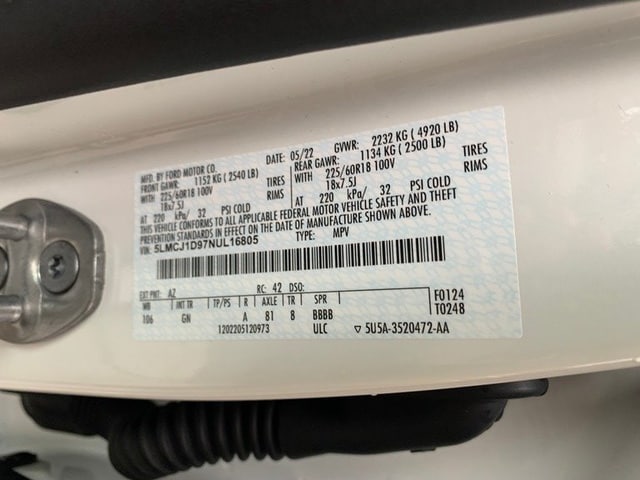 MFD. BY FORD MOTOR CO. DATE: 05/22 GVWR: 2232 KG ( 4920 LB)
FRONT GAWR: 1152 KG ( 2540 LB) REAR GAWR: 1134 KG ( 2500 LB)
WITH 225/60R18 100V TIRES WITH 225/60R18 100V TIRES
18x7.5J RIMS 18x7.5J RIMS
AT 220 kPa/ 32 PSI COLD AT 220 kPa/ 32 PSI COLD
THIS VEHICLE CONFORMS TO ALL APPLICABLE FEDERAL MOTOR VEHICLE SAFETY AND THEFT
PREVENTION STANDARDS IN EFFECT ON THE DATE OF MANUFACTURE SHOWN ABOVE.
VIN: 5LMCJ1D97NUL16805 TYPE: MPV
EXT PNT: AZ RC: 42 DSO:
WB INT TR TP/PS R AXLE TR SPR F0124
106 GN A 81 8 BBBB T0248
1202205120973 ULC ▽ 5U5A-3520472-AA